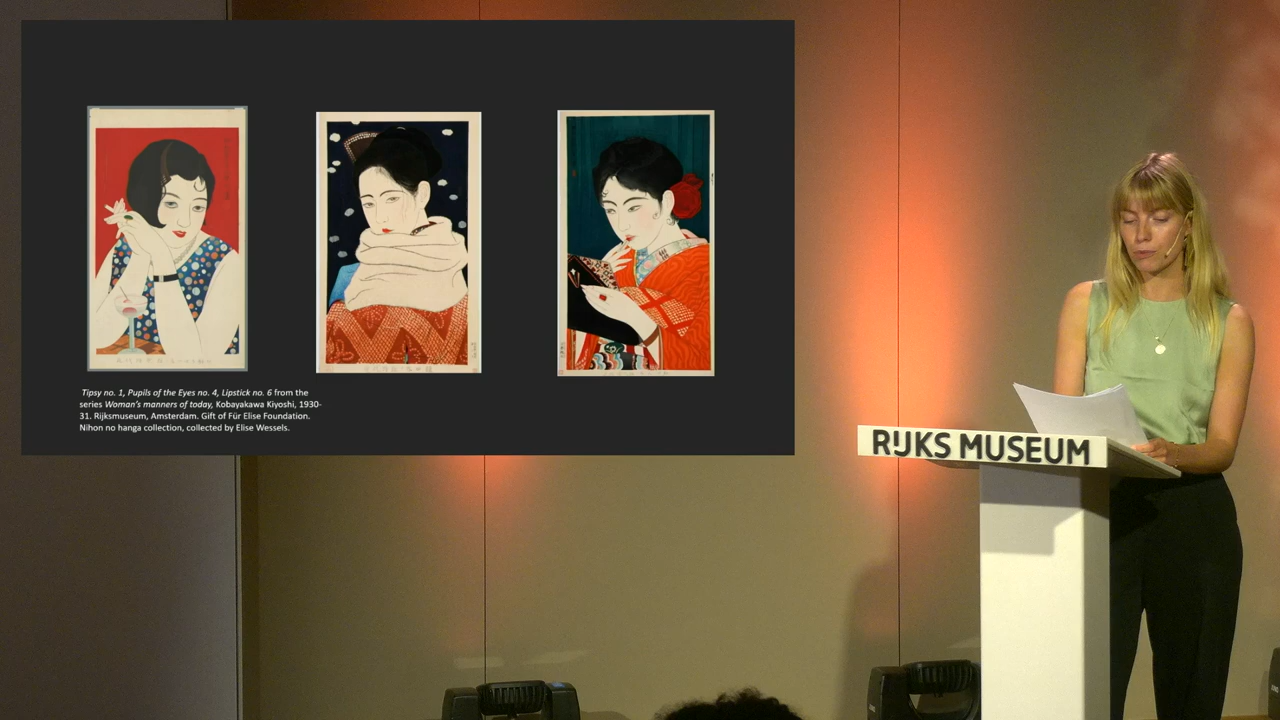 Tipsy no. 1, Pupils of the Eyes no. 4, Lipstick no. 6 from the
series Woman's manners of today, Kobayakawa Kiyoshi, 1930-
31. Rijksmuseum, Amsterdam. Gift of Für Elise Foundation.
Nihon no hanga collection, collected by Elise Wessels.
RIJKS MUSEUM